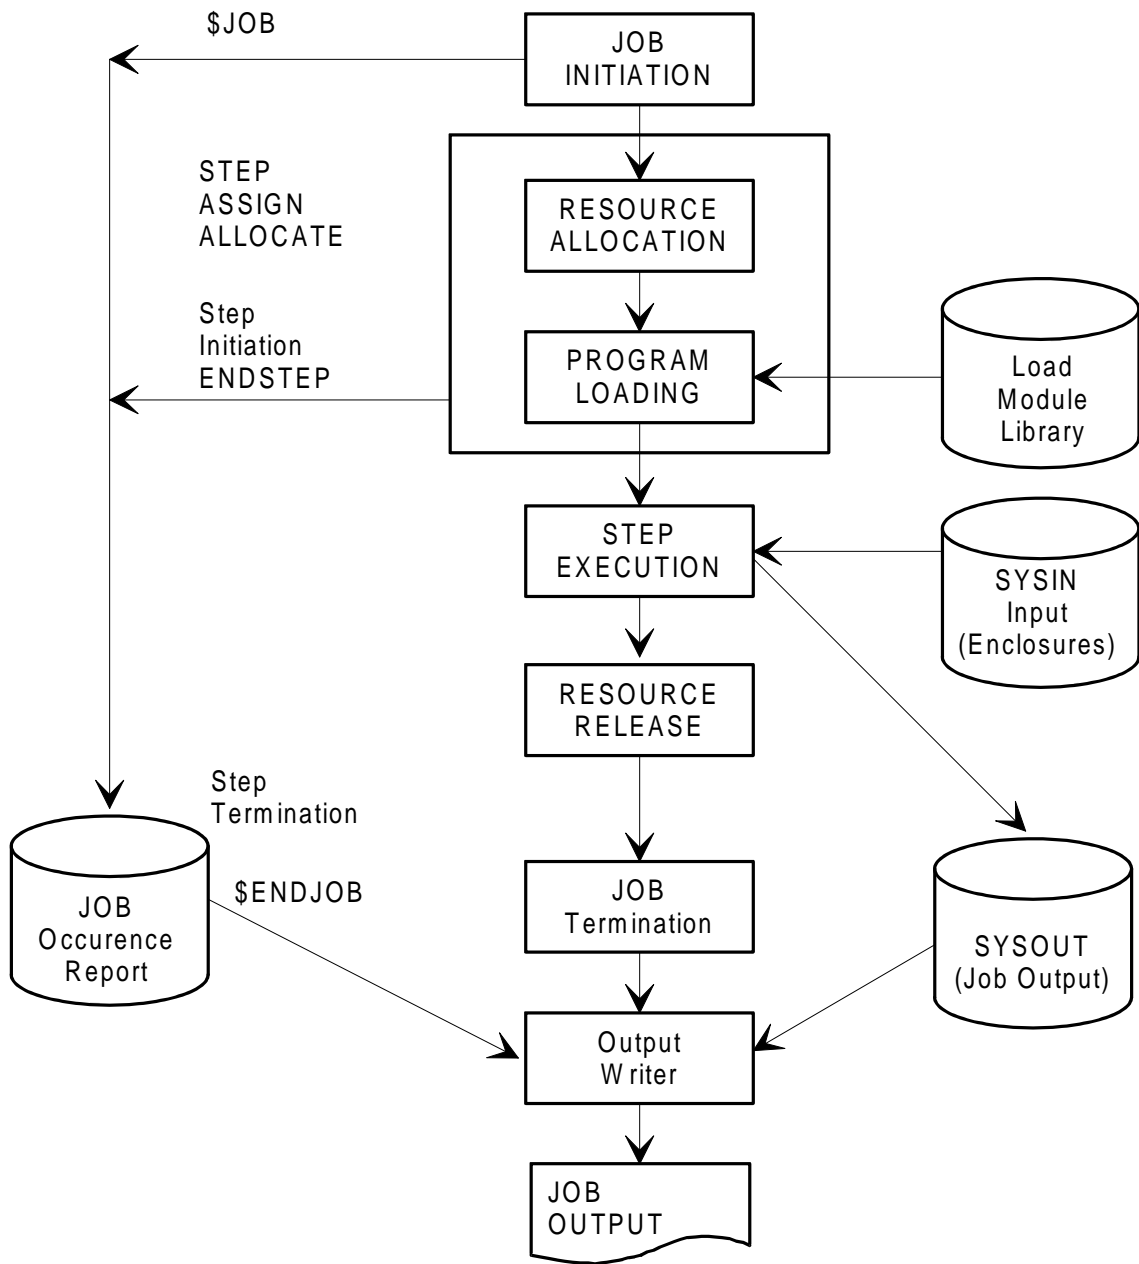 $JOB
JOB
INITIATION
STEP
ASSIGN
ALLOCATE
RESOURCE
ALLOCATION
Step
Initiation
ENDSTEP
PROGRAM
LOADING
Load
Module
Library
STEP
EXECUTION
SYSIN
Input
(Enclosures)
RESOURCE
RELEASE
Step
Termination
$ENDJOB
JOB
Occurence
Report
JOB
Termination
SYSOUT
(Job Output)
Output
Writer
JOB
OUTPUT